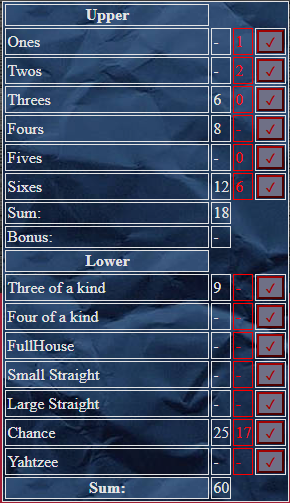 Upper
Ones - 1 ✓
Twos - 2 ✓
Threes 6 0 ✓
Fours 8 - ✓
Fives - 0 ✓
Sixes 12 6 ✓
Sum: 18
Bonus: -
Lower
Three of a kind 9 - ✓
Four of a kind - - ✓
FullHouse - - ✓
Small Straight - - ✓
Large Straight - - ✓
Chance 25 17 ✓
Yahtzee - - ✓
Sum: 60